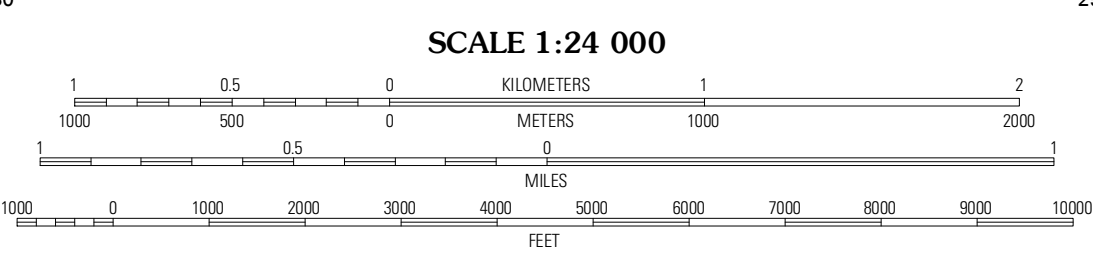 SCALE 1:24 000
1 0.5 0 KILOMETERS 1 2
1000 500 0 METERS 1000 2000
1 0.5 0 1
MILES
1000 0 1000 2000 3000 4000 5000 6000 7000 8000 9000 10000
FEET